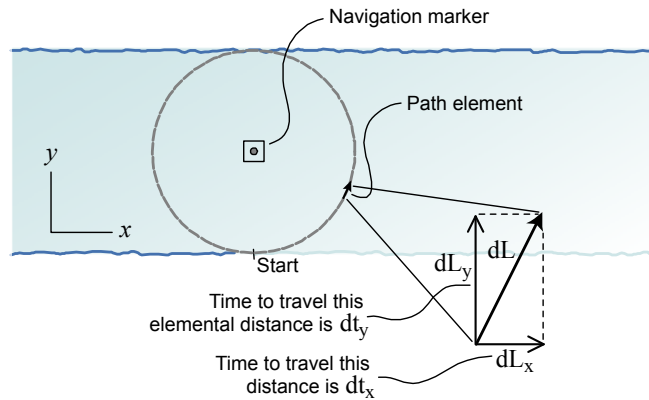 Navigation marker
Path element
y
x
Start
dL
dLy
Time to travel this
elemental distance is dty
dLx
Time to travel this
distance is dtx